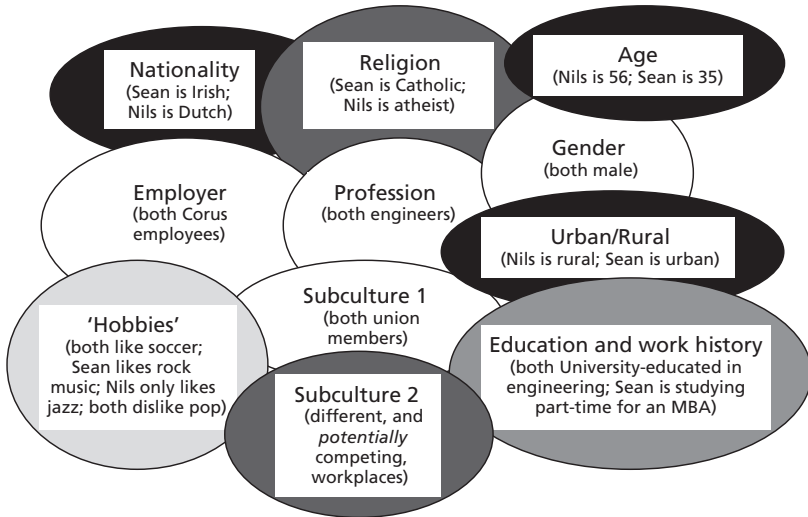 Nationality
(Sean is Irish;
Nils is Dutch)
Religion
(Sean is Catholic;
Nils is atheist)
Age
(Nils is 56; Sean is 35)
Employer
(both Corus
employees)
Profession
(both engineers)
Gender
(both male)
Urban/Rural
(Nils is rural; Sean is urban)
'Hobbies'
(both like soccer;
Sean likes rock
music; Nils only likes
jazz; both dislike pop)
Subculture 1
(both union
members)
Subculture 2
(different, and
potentially
competing,
workplaces)
Education and work history
(both University-educated in
engineering; Sean is studying
part-time for an MBA)